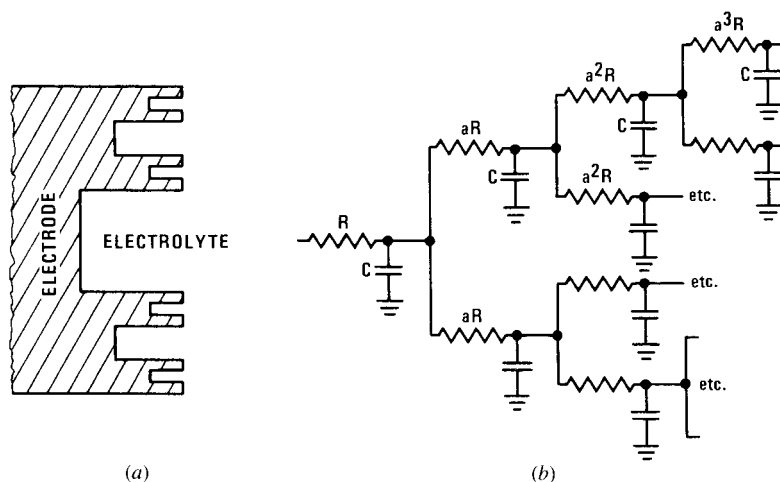 ELECTRODE
ELECTROLYTE
(a)
R
C
aR
C
a²R
C
a³R
C
a²R
etc.
aR
etc.
etc.
(b)